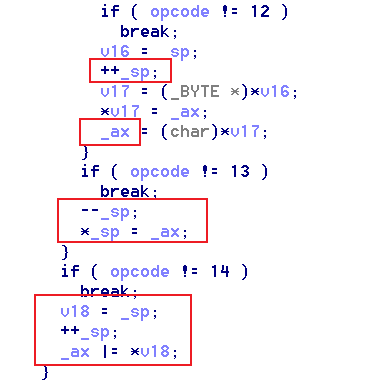 if ( opcode != 12 )
break;
v16 = _sp;
++_sp;
v17 = (_BYTE *)*v16;
*v17 = _ax;
_ax = (char)*v17;
}
if ( opcode != 13 )
break;
--_sp;
*_sp = _ax;
}
if ( opcode != 14 )
break;
v18 = _sp;
++_sp;
_ax |= *v18;
}